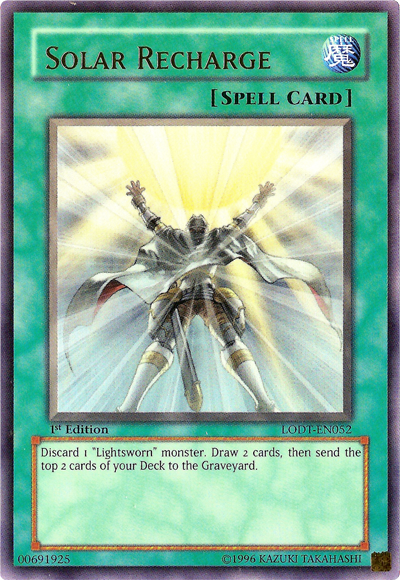 SOLAR RECHARGE
魔
[SPELL CARD]
1st Edition
LODT-EN052
Discard 1 "Lightsworn" monster. Draw 2 cards, then send the
top 2 cards of your Deck to the Graveyard.
00691925
©1996 KAZUKI TAKAHASHI